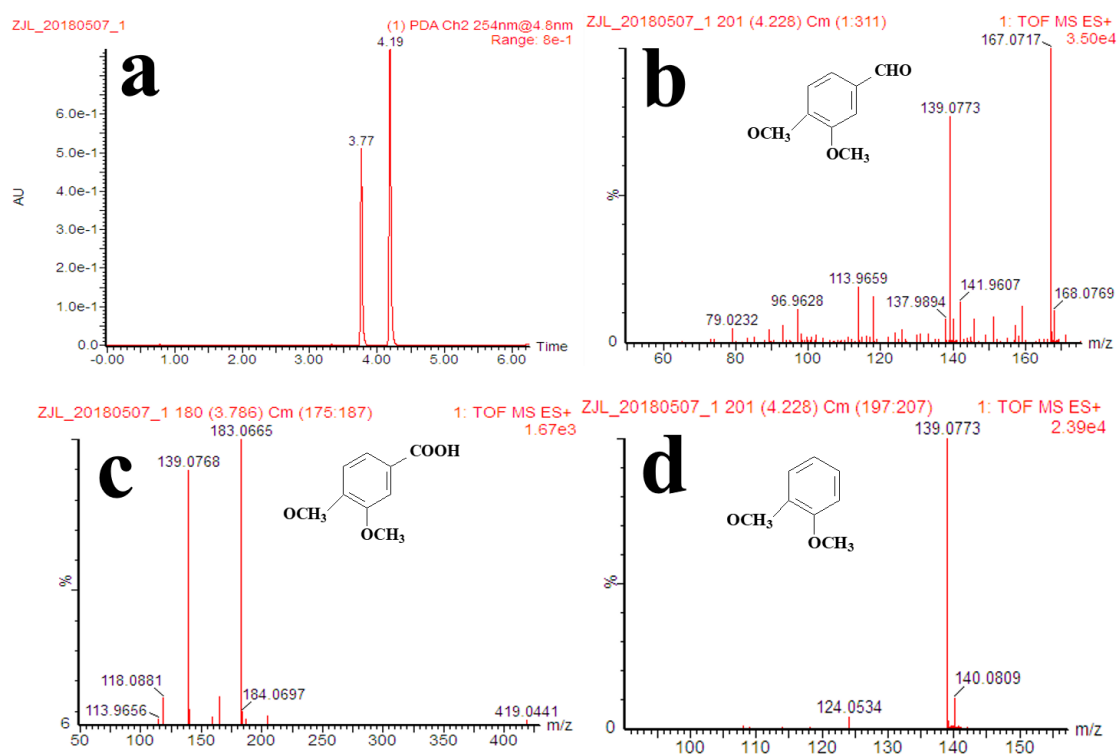 ZJL_20180507_1
(1) PDA Ch2 254nm@4.8nm
Range: 8e-1
a
4.19
3.77
AU
6.0e-1
5.0e-1
4.0e-1
3.0e-1
2.0e-1
1.0e-1
0.0
-0.00 1.00 2.00 3.00 4.00 5.00 6.00 Time
ZJL_20180507_1 201 (4.228) Cm (1:311)
1: TOF MS ES+
3.50e4
b
167.0717
CHO
OCH3
OCH3
139.0773
%
113.9659
96.9628
79.0232
137.9894
141.9607
168.0769
0
60 80 100 120 140 160 m/z
ZJL_20180507_1 180 (3.786) Cm (175:187)
1: TOF MS ES+
1.67e3
c
183.0665
139.0768
COOH
OCH3
OCH3
%
118.0881
113.9656
184.0697
419.0441
6
50 100 150 200 250 300 350 400 m/z
ZJL_20180507_1 201 (4.228) Cm (197:207)
1: TOF MS ES+
2.39e4
d
139.0773
OCH3
OCH3
%
140.0809
124.0534
0
100 110 120 130 140 150 m/z